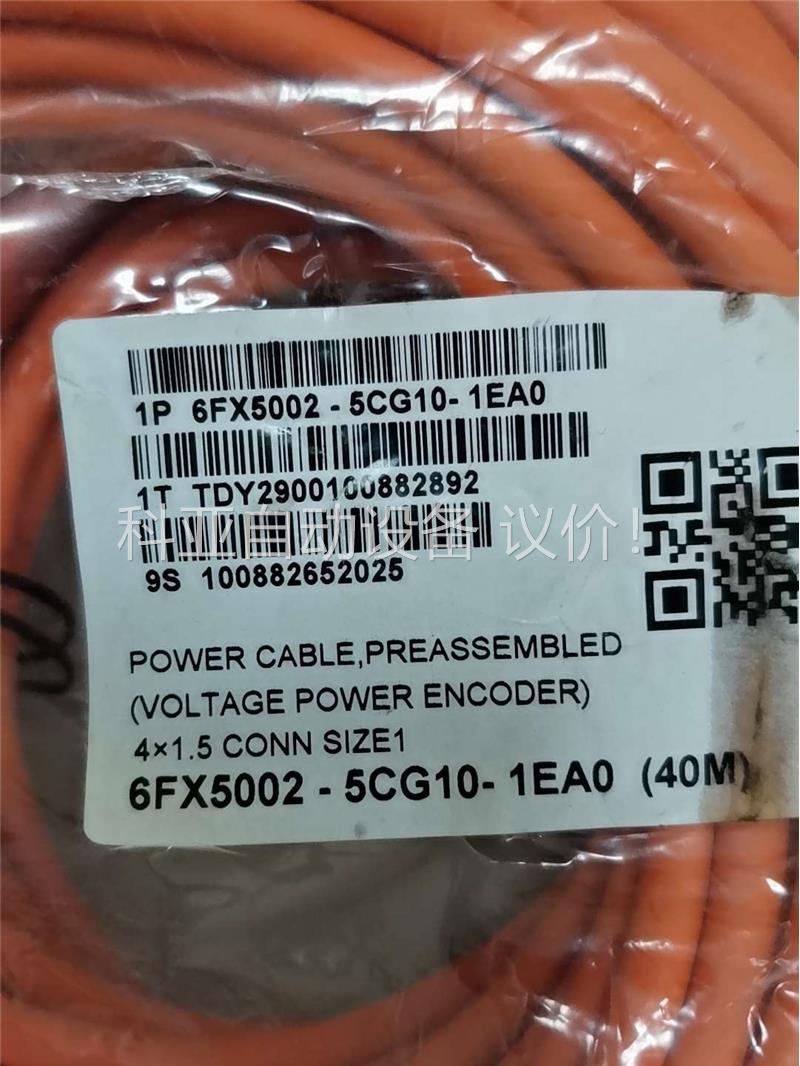 1P 6FX5002 - 5CG10- 1EA0
1T TDY2900100882892
科亚自动设备 议价!
9S 100882652025
POWER CABLE,PREASSEMBLED
(VOLTAGE POWER ENCODER)
4×1.5 CONN SIZE1
6FX5002 - 5CG10- 1EA0 (40M)